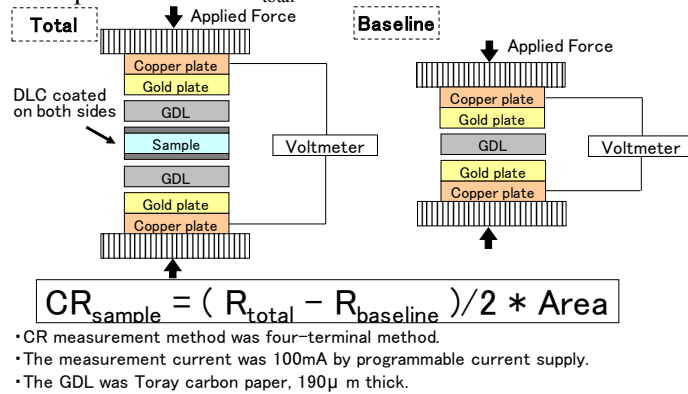 total
Total
Applied Force
Copper plate
Gold plate
DLC coated
on both sides
GDL
Sample
GDL
Gold plate
Copper plate
Voltmeter
Baseline
Applied Force
Copper plate
Gold plate
GDL
Gold plate
Copper plate
Voltmeter
CRsample = ( Rtotal − Rbaseline )/2 * Area
・CR measurement method was four-terminal method.
・The measurement current was 100mA by programmable current supply.
・The GDL was Toray carbon paper, 190μ m thick.